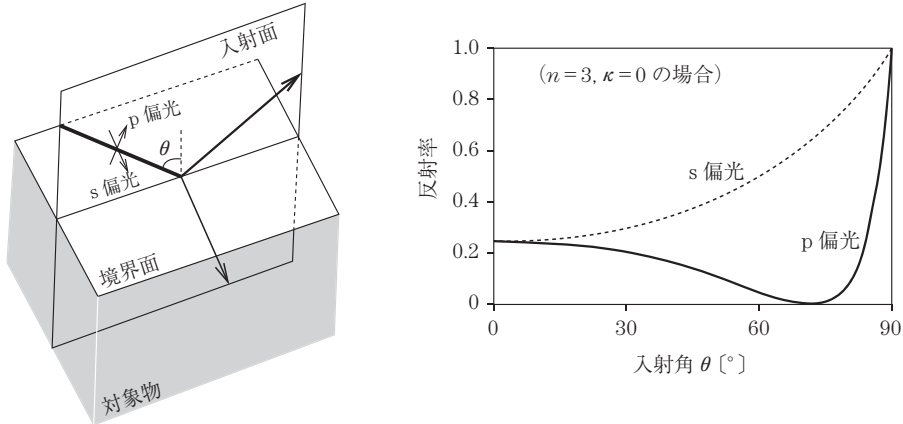 入射面
p 偏光
θ
s 偏光
境界面
対象物
(n=3, κ=0 の場合)
反射率
1.0
0.8
0.6
0.4
0.2
0
s 偏光
p 偏光
0
30
60
90
入射角 θ〔°〕